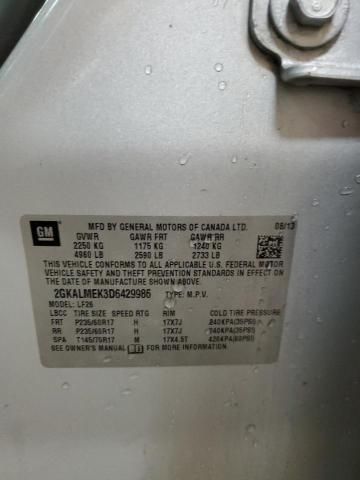 GM
MFD BY GENERAL MOTORS OF CANADA LTD. 06/13
GVWR GAWR FRT GAWR RR
2250 KG 1175 KG 1240 KG
4960 LB 2590 LB 2733 LB
THIS VEHICLE CONFORMS TO ALL APPLICABLE U.S. FEDERAL MOTOR
VEHICLE SAFETY AND THEFT PREVENTION STANDARDS IN EFFECT ON
THE DATE OF MANUFACTURE SHOWN ABOVE.
2GKALMEK3D6429986 TYPE: M.P.V.
MODEL: LF26
LBCC TIRE SIZE SPEED RTG RIM COLD TIRE PRESSURE
FRT P235/65R17 H 17X7J 240KPA(35PSI)
RR P235/65R17 H 17X7J 240KPA(35PSI)
SPA T145/70R17 M 17X4.5T 420KPA(60PSI)
SEE OWNER'S MANUAL FOR MORE INFORMATION.